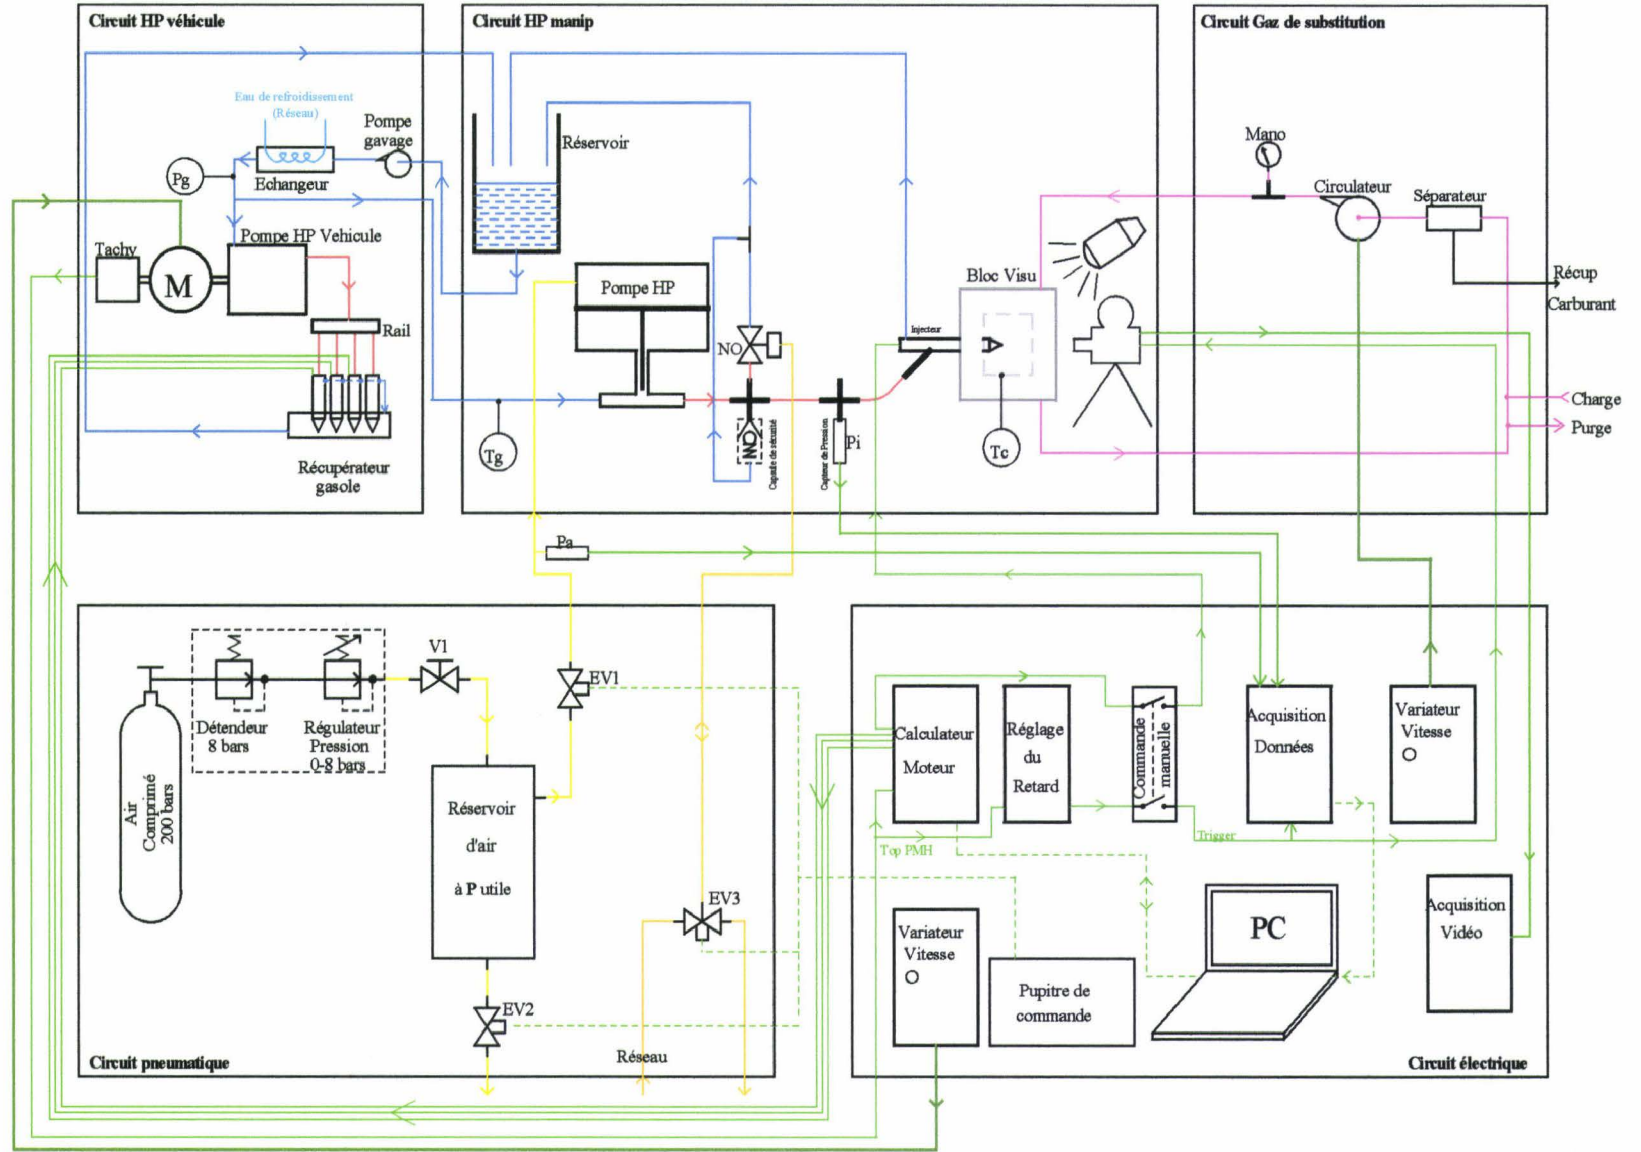 Circuit HP véhicule
Circuit HP manip
Circuit Gaz de substitution
Eau de refroidissement
(Réseau)
Pompe
gavage
Pg
Echangeur
Réservoir
Mano
Circulateur
Séparateur
Tachy
M
Pompe HP Vehicule
Rail
Pompe HP
NO
Injecteur
Bloc Visu
Récup
Carburant
Charge
Purge
Tg
NC
Capsule de sécurité
Capteur de Pression
Pi
Tc
Récupérateur
gasole
Pa
V1
EV1
Détendeur
8 bars
Régulateur
Pression
0-8 bars
Air
Comprimé
200 bars
Réservoir
d'air
à P utile
EV3
EV2
Réseau
Circuit pneumatique
Calculateur
Moteur
Réglage
du
Retard
Commande
manuelle
Acquisition
Données
Variateur
Vitesse
Top PMH
Trigger
Variateur
Vitesse
Pupitre de
commande
PC
Acquisition
Vidéo
Circuit électrique